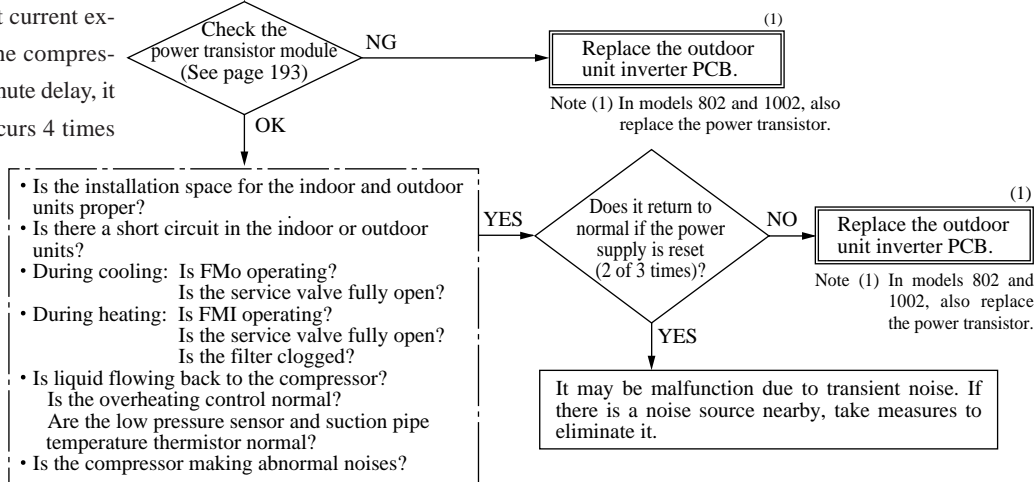 t current ex-
ne compres-
nute delay, it
curs 4 times
Check the
power transistor module
(See page 193)
NG
OK
(1)
Replace the outdoor
unit inverter PCB.
Note (1) In models 802 and 1002, also
replace the power transistor.
• Is the installation space for the indoor and outdoor
units proper?
• Is there a short circuit in the indoor or outdoor
units?
• During cooling: Is FMo operating?
Is the service valve fully open?
• During heating: Is FMI operating?
Is the service valve fully open?
Is the filter clogged?
• Is liquid flowing back to the compressor?
Is the overheating control normal?
Are the low pressure sensor and suction pipe
temperature thermistor normal?
• Is the compressor making abnormal noises?
YES
Does it return to
normal if the power
supply is reset
(2 of 3 times)?
NO
YES
(1)
Replace the outdoor
unit inverter PCB.
Note (1) In models 802 and
1002, also replace
the power transistor.
It may be malfunction due to transient noise. If
there is a noise source nearby, take measures to
eliminate it.